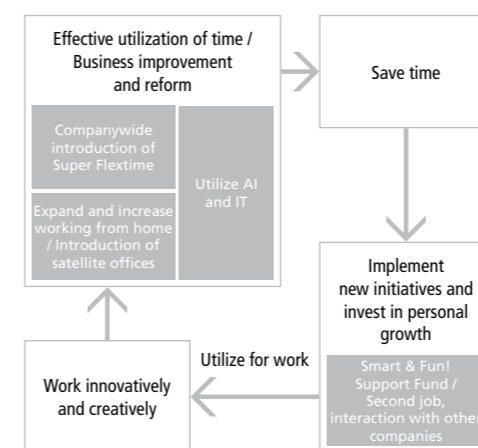 Effective utilization of time /
Business improvement
and reform
Companywide
introduction of
Super Flextime
Expand and increase
working from home
/ Introduction of
satellite offices
Utilize AI
and IT
Save time
Implement
new initiatives and
invest in personal
growth
Smart & Fun!
Support Fund /
Second job,
interaction with other
companies
Utilize for work
Work innovatively
and creatively